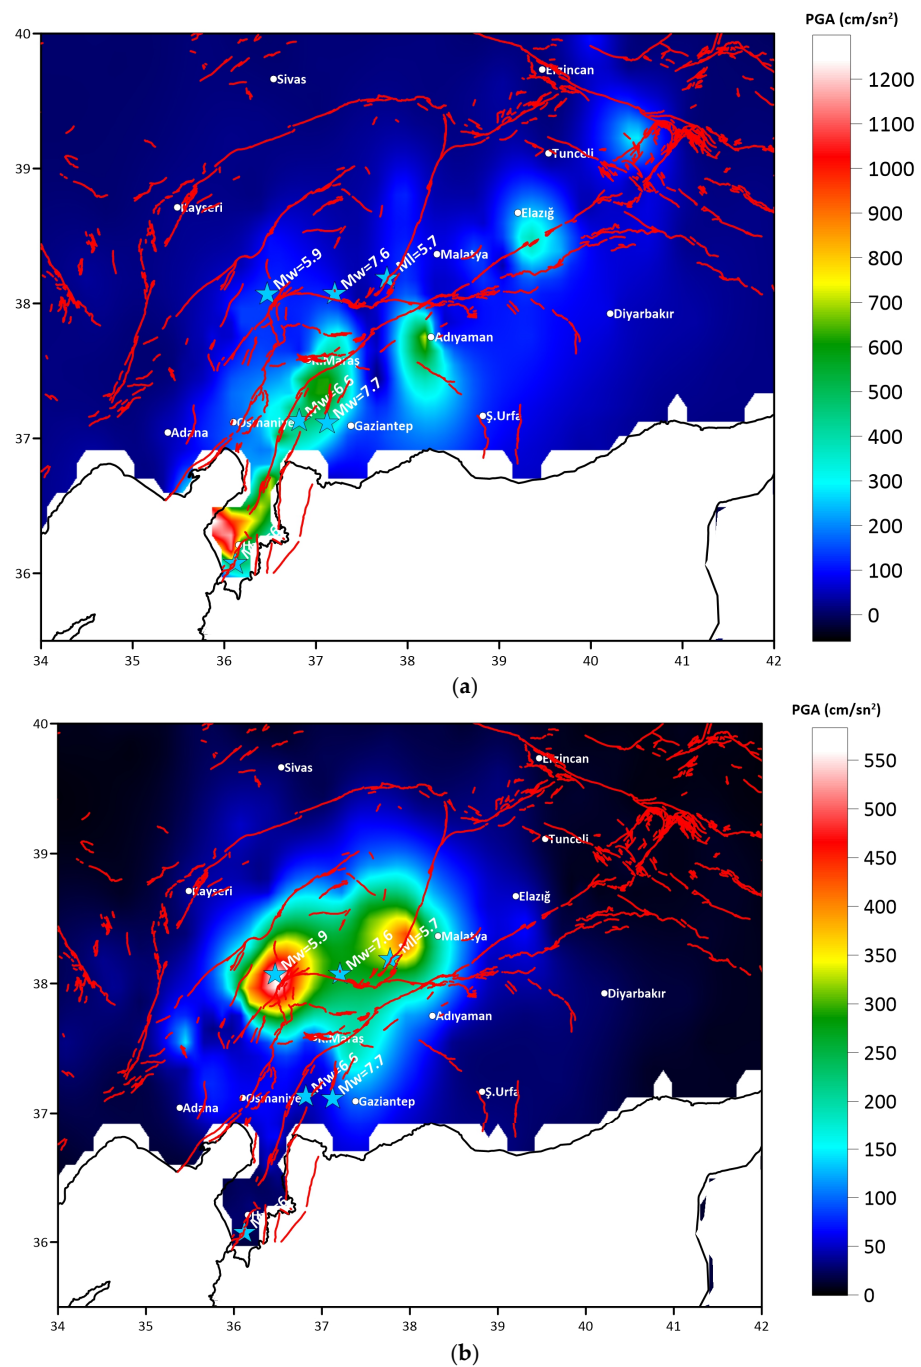 PGA (cm/sn²)
40
39
38
37
36
34
35
36
37
38
39
40
41
42
1200
1100
1000
900
800
700
600
500
400
300
200
100
0
Sivas
Erzincan
Tunceli
Kayseri
Elazığ
Malatya
Mw=5.9
Mw=7.6
Ml=5.7
Diyarbakır
Adıyaman
K.Maraş
Mw=6.6
Mw=7.7
Osmaniye
Gaziantep
Adana
Ş.Urfa
(a)
PGA (cm/sn²)
40
39
38
37
36
34
35
36
37
38
39
40
41
42
550
500
450
400
350
300
250
200
150
100
50
0
Sivas
Erzincan
Tunceli
Kayseri
Elazığ
Malatya
Mw=5.9
Mw=7.6
Ml=5.7
Diyarbakır
Adıyaman
K.Maraş
Mw=6.6
Mw=7.7
Osmaniye
Gaziantep
Adana
Ş.Urfa
(b)